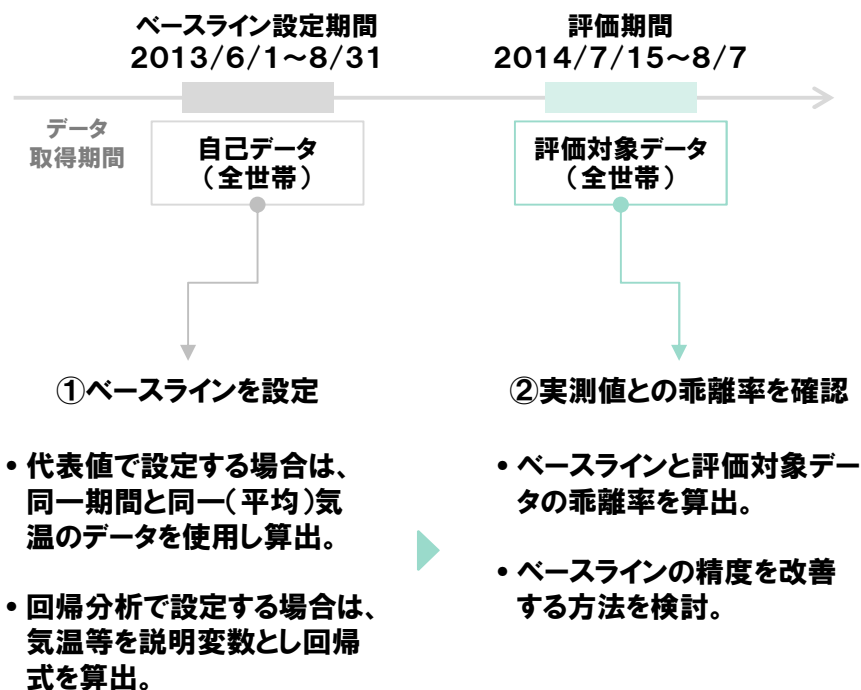 ベースライン設定期間
2013/6/1～8/31
評価期間
2014/7/15～8/7
データ
取得期間
自己データ
（全世帯）
評価対象データ
（全世帯）
①ベースラインを設定
• 代表値で設定する場合は、
同一期間と同一（平均）気
温のデータを使用し算出。
• 回帰分析で設定する場合は、
気温等を説明変数とし回帰
式を算出。
②実測値との乖離率を確認
• ベースラインと評価対象デー
タの乖離率を算出。
• ベースラインの精度を改善
する方法を検討。